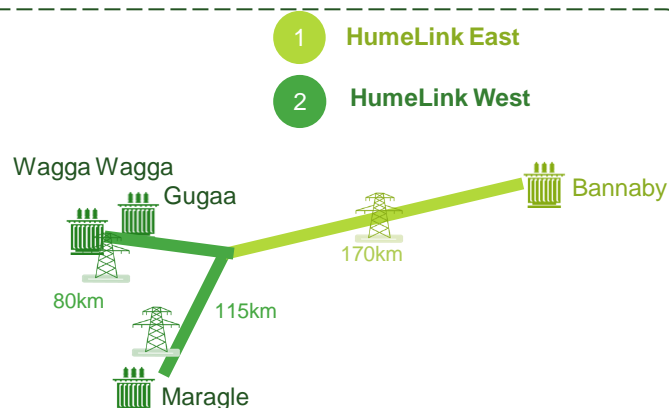 1 HumeLink East
2 HumeLink West
Wagga Wagga
Gugaa
Bannaby
170km
80km
115km
Maragle